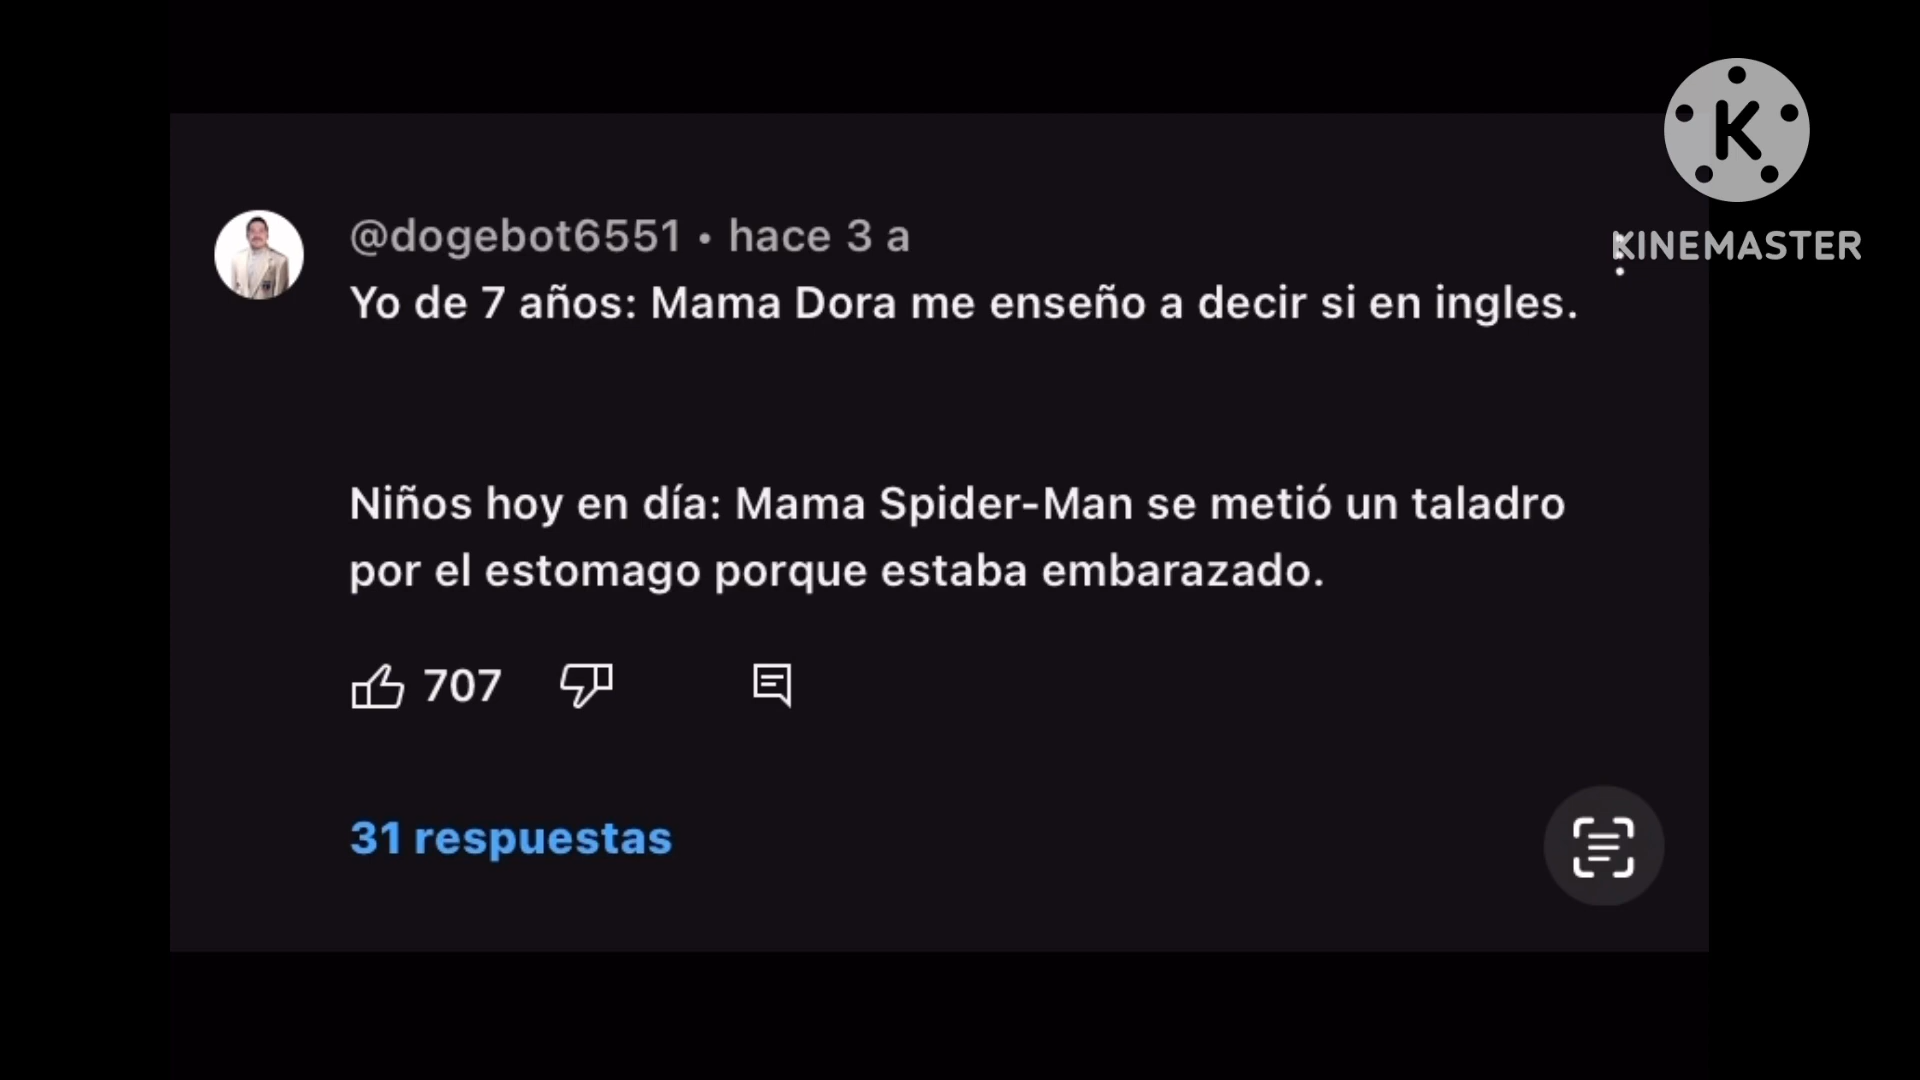 @dogebot6551 • hace 3 a
Yo de 7 años: Mama Dora me enseño a decir si en ingles.
Niños hoy en día: Mama Spider-Man se metió un taladro
por el estomago porque estaba embarazado.
707
31 respuestas
K
KINEMASTER